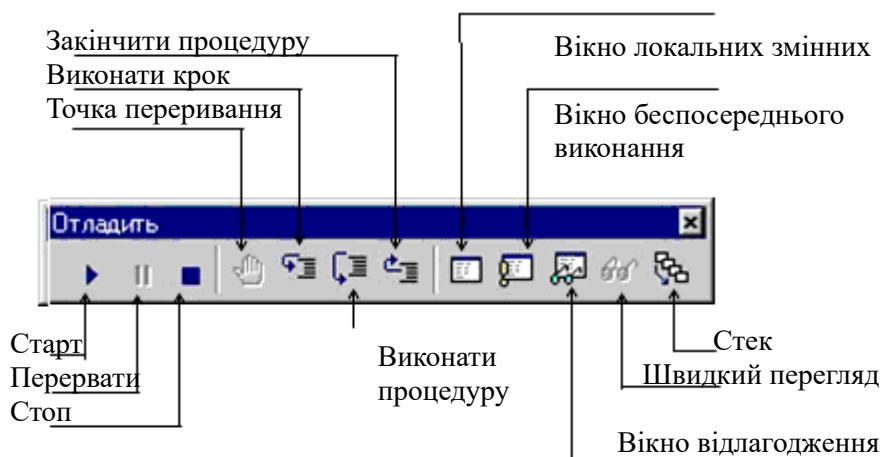 Закінчити процедуру
Виконати крок
Точка переривання
Вікно локальних змінних
Вікно беспосереднього
виконання
Отладить
Старт
Перервати
Стоп
Виконати
процедуру
Стек
Швидкий перегляд
Вікно відлагодження